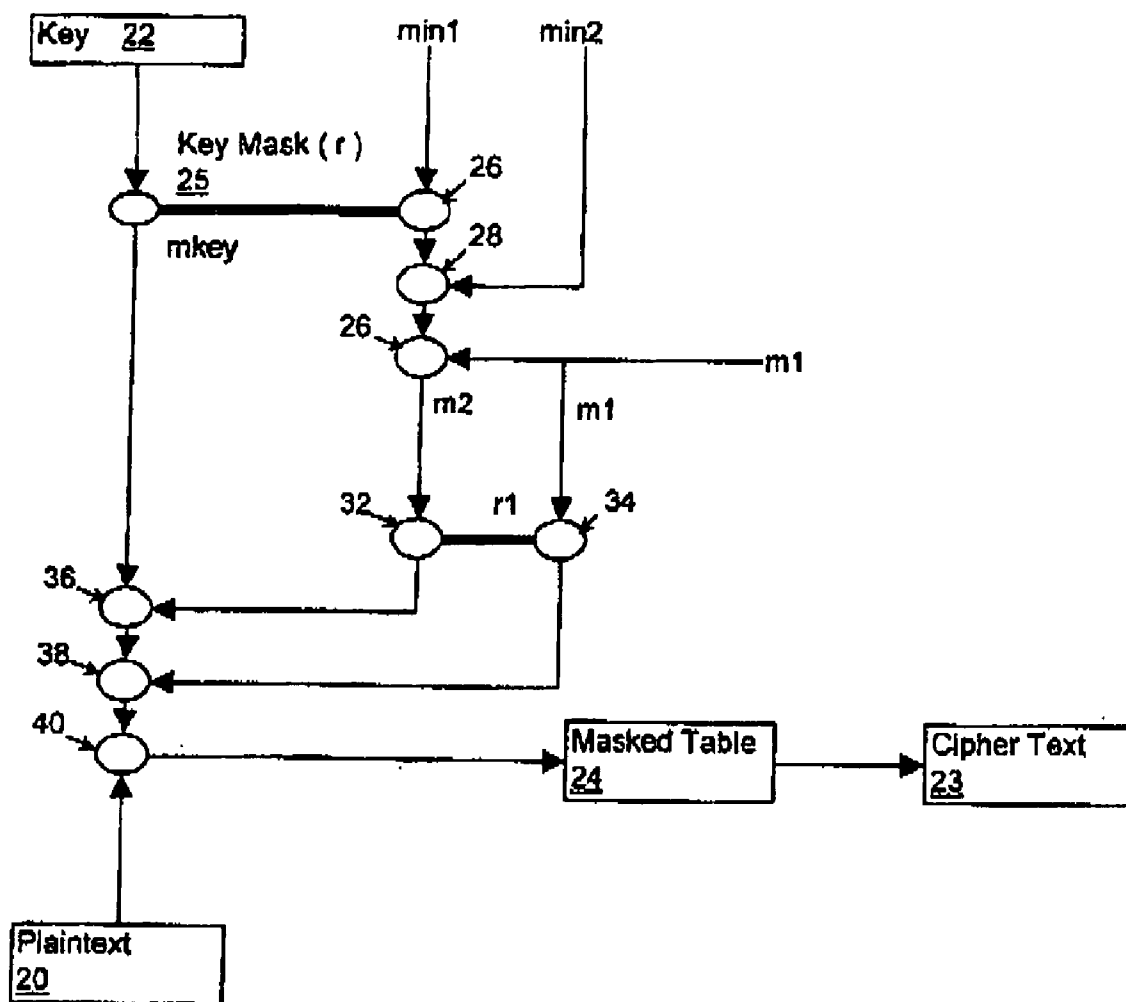 Key 22
min1
min2
Key Mask ( r )
25
26
mkey
28
26
m1
m2
m1
32
r1
34
36
38
40
Masked Table
24
Cipher Text
23
Plaintext
20